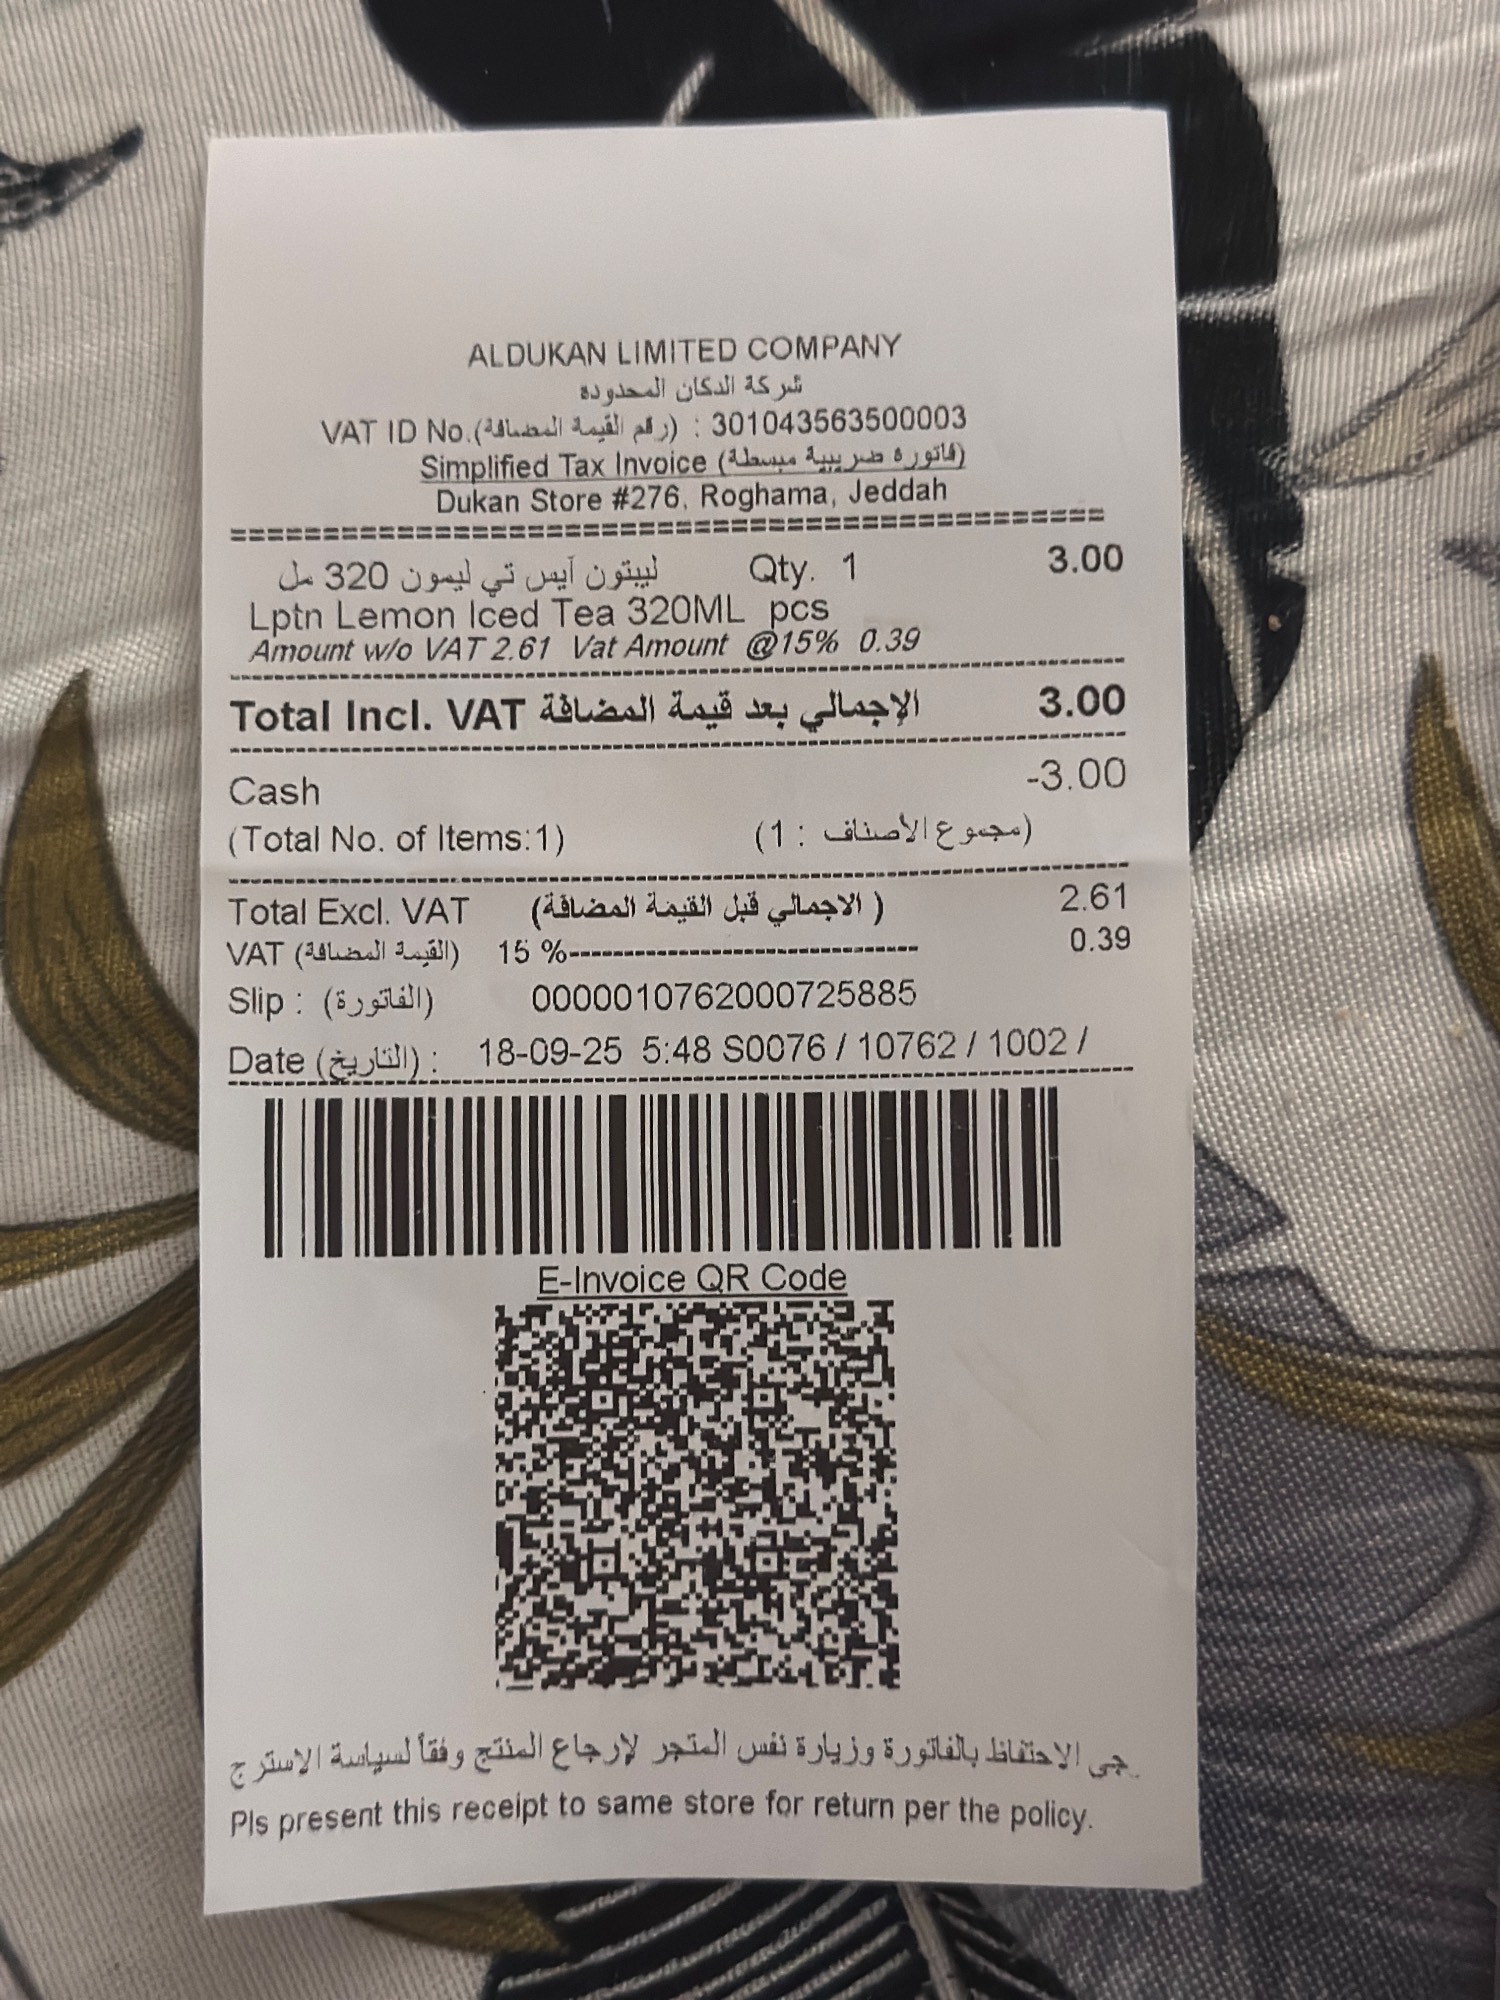 ALDUKAN LIMITED COMPANY
شركة الدكان المحدوده
VAT ID No.(رقم القيمة المضافة) : 301043563500003
Simplified Tax Invoice (فاتورة ضريبية مبسطة)
Dukan Store #276, Roghama, Jeddah
ليبتون آيس تي ليمون 320 مل Qty. 1 3.00
Lptn Lemon Iced Tea 320ML pcs
Amount w/o VAT 2.61 Vat Amount @15% 0.39
Total Incl. VAT الإجمالي بعد قيمة المضافة 3.00
Cash -3.00
(Total No. of Items:1) (مجموع الأصناف : 1)
Total Excl. VAT (الاجمالي قبل القيمة المضافة ) 2.61
VAT (القيمة المضافة) 15 %-------------------------------- 0.39
Slip : (الفاتورة) 0000010762000725885
Date (التاريخ) : 18-09-25 5:48 S0076 / 10762 / 1002 /
E-Invoice QR Code
جى الاحتفاظ بالفاتورة وزيارة نفس المتجر لإرجاع المنتج وفقاً لسياسة الاسترج
Pls present this receipt to same store for return per the policy.